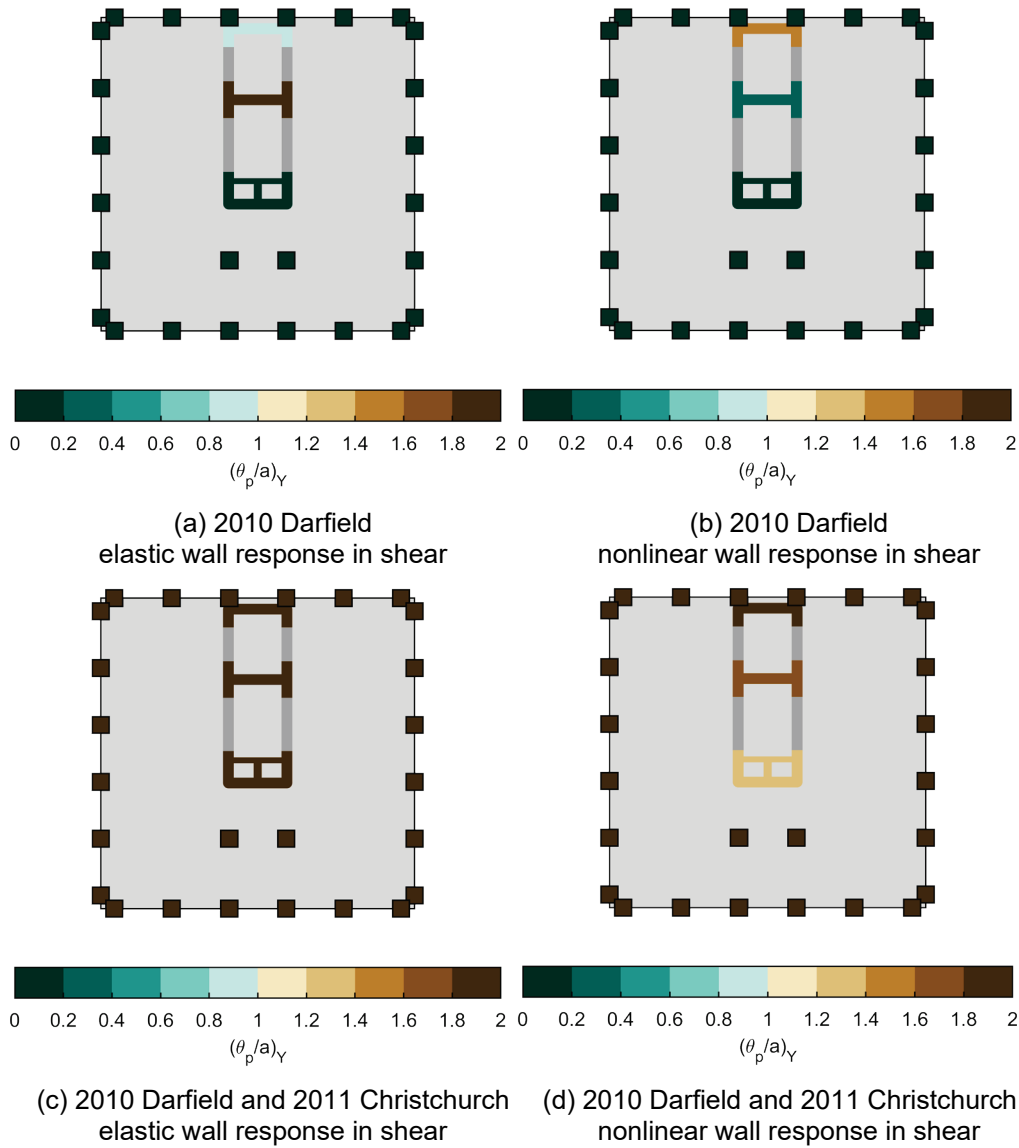 0 0.2 0.4 0.6 0.8 1 1.2 1.4 1.6 1.8 2
(θp/a)Y
0 0.2 0.4 0.6 0.8 1 1.2 1.4 1.6 1.8 2
(θp/a)Y
(a) 2010 Darfield
elastic wall response in shear
(b) 2010 Darfield
nonlinear wall response in shear
0 0.2 0.4 0.6 0.8 1 1.2 1.4 1.6 1.8 2
(θp/a)Y
0 0.2 0.4 0.6 0.8 1 1.2 1.4 1.6 1.8 2
(θp/a)Y
(c) 2010 Darfield and 2011 Christchurch
elastic wall response in shear
(d) 2010 Darfield and 2011 Christchurch
nonlinear wall response in shear